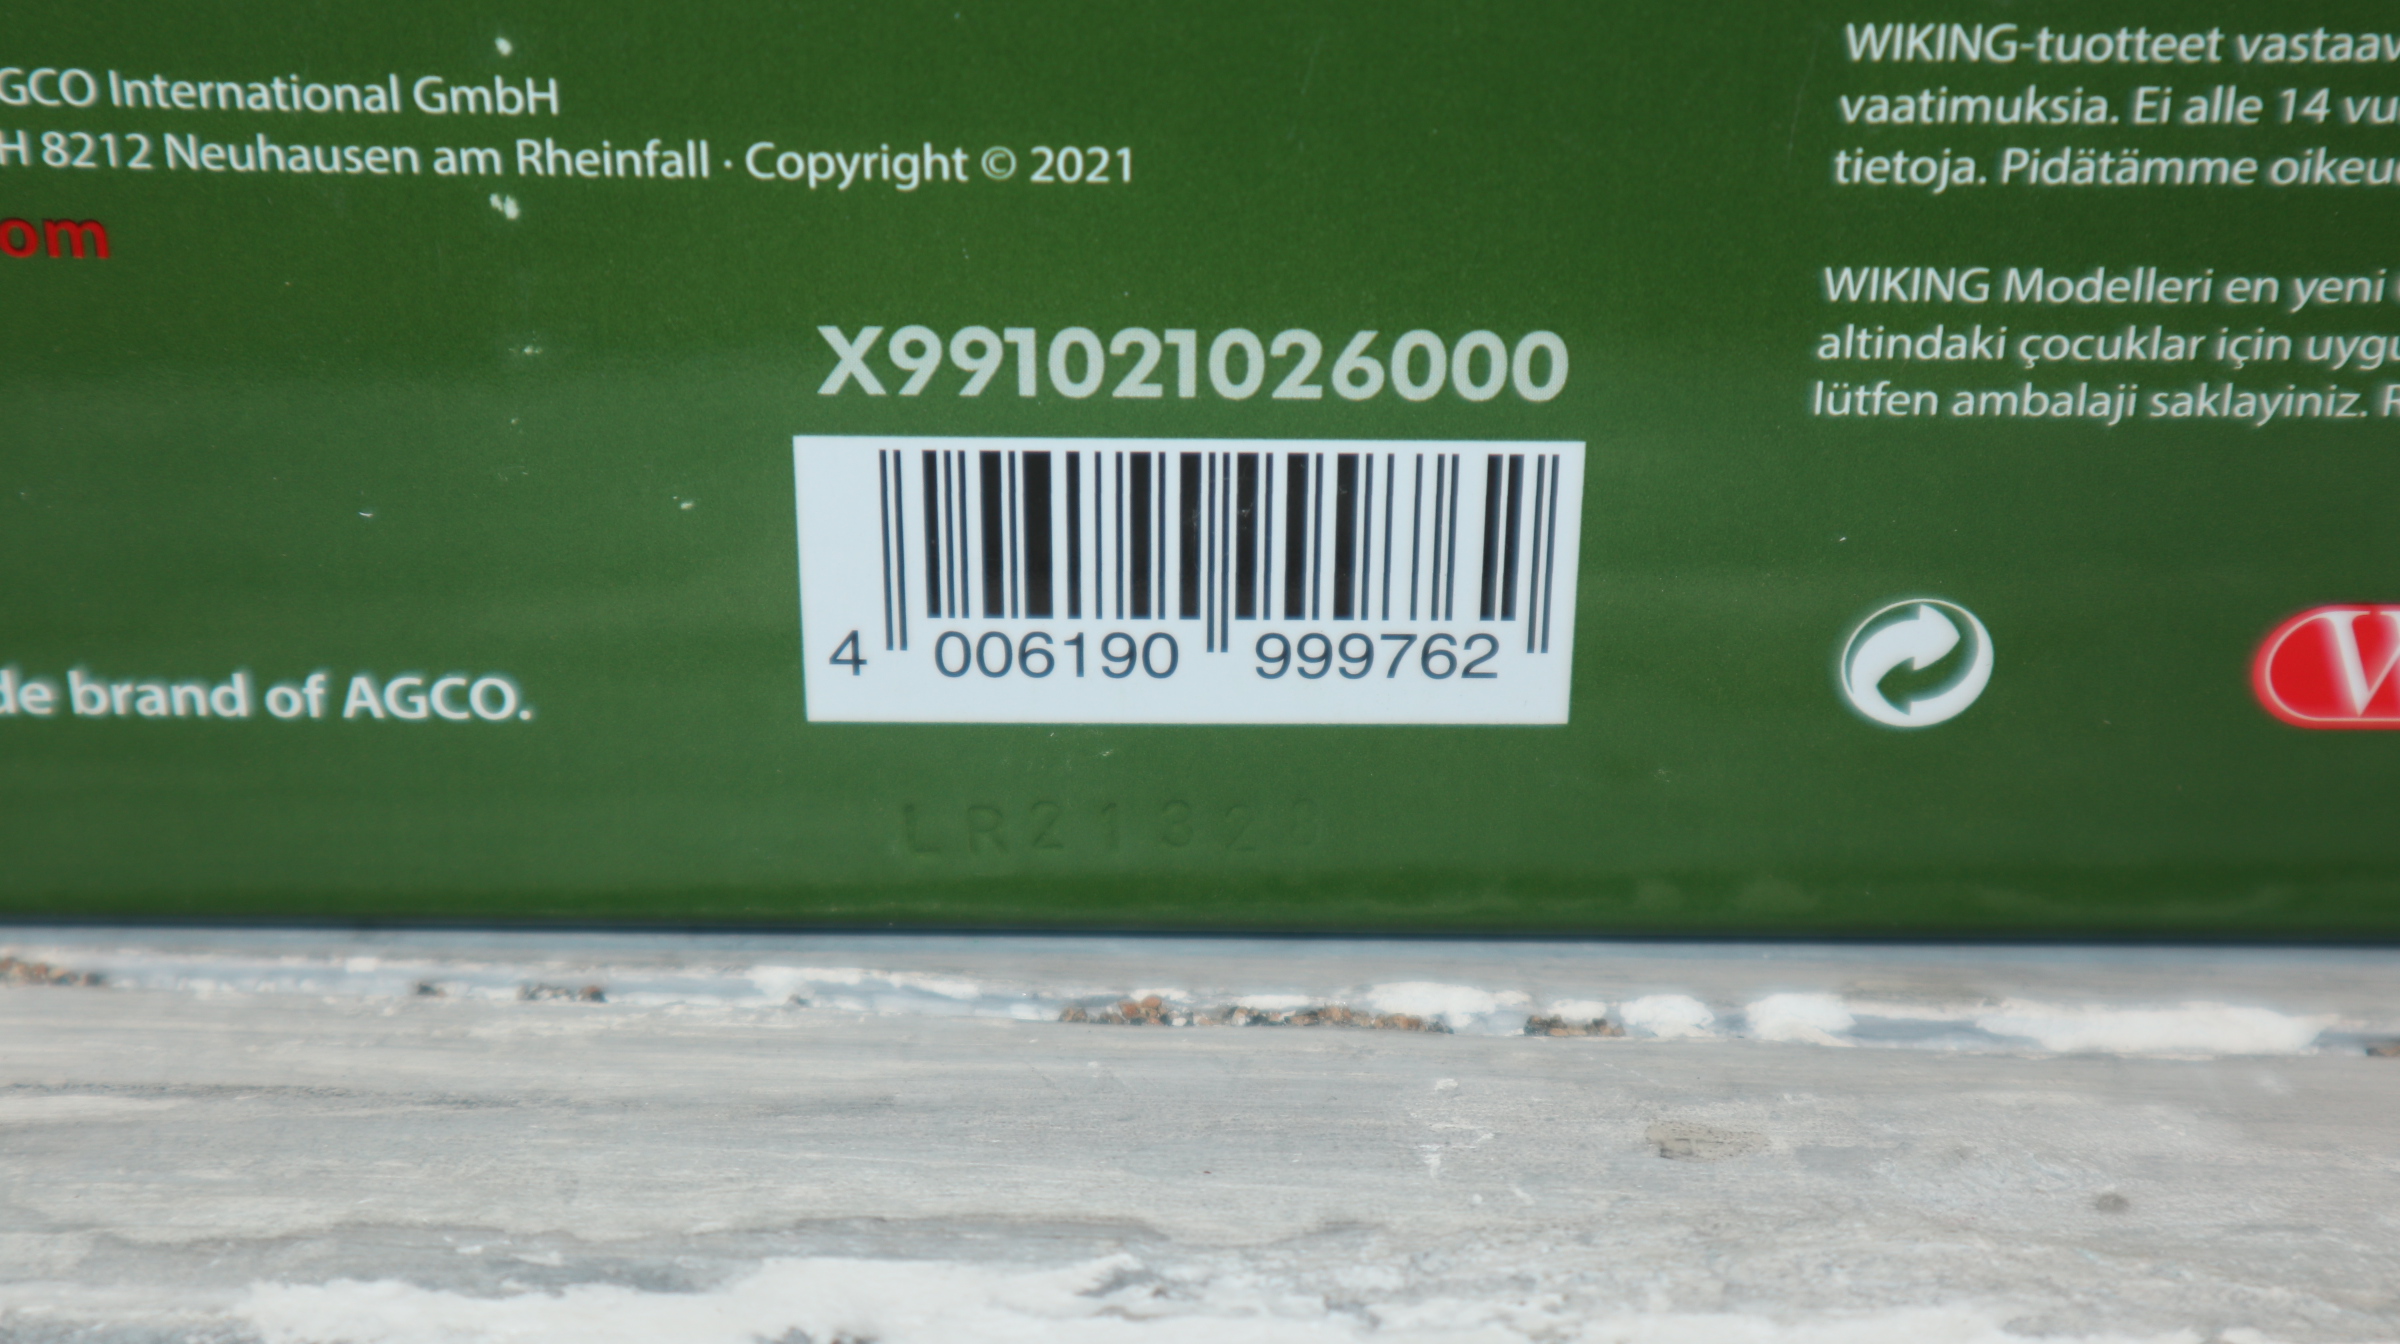 GCO International GmbH
H 8212 Neuhausen am Rheinfall · Copyright © 2021
om
X991021026000
4 006190 999762
de brand of AGCO.
WIKING-tuotteet vastaav
vaatimuksia. Ei alle 14 vu
tietoja. Pidätämme oikeu
WIKING Modelleri en yeni
altindaki çocuklar için uygu
lütfen ambalaji saklayiniz. R
W